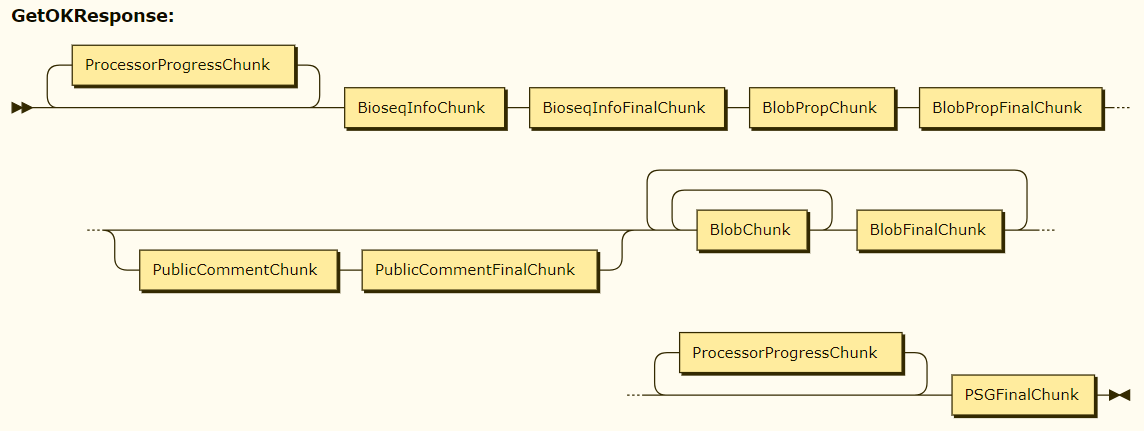 GetOKResponse:
ProcessorProgressChunk
BioseqInfoChunk BioseqInfoFinalChunk BlobPropChunk BlobPropFinalChunk
BlobChunk BlobFinalChunk
PublicCommentChunk PublicCommentFinalChunk
ProcessorProgressChunk
PSGFinalChunk